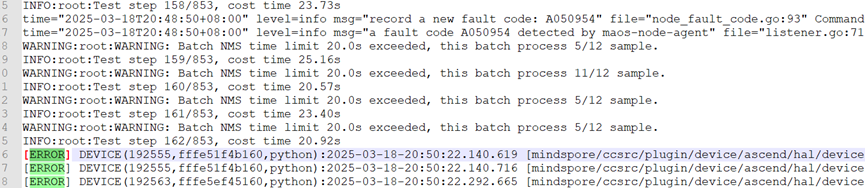 5 INFO:root:Test step 158/853, cost time 23.73s
6 time="2025-03-18T20:48:50+08:00" level=info msg="record a new fault code: A050954" file="node_fault_code.go:93" Command
7 time="2025-03-18T20:48:50+08:00" level=info msg="a fault code A050954 detected by maos-node-agent" file="listener.go:71
8 WARNING:root:WARNING: Batch NMS time limit 20.0s exceeded, this batch process 5/12 sample.
9 INFO:root:Test step 159/853, cost time 25.16s
0 WARNING:root:WARNING: Batch NMS time limit 20.0s exceeded, this batch process 11/12 sample.
1 INFO:root:Test step 160/853, cost time 20.57s
2 WARNING:root:WARNING: Batch NMS time limit 20.0s exceeded, this batch process 5/12 sample.
3 INFO:root:Test step 161/853, cost time 23.40s
4 WARNING:root:WARNING: Batch NMS time limit 20.0s exceeded, this batch process 5/12 sample.
5 INFO:root:Test step 162/853, cost time 20.92s
6 [ERROR] DEVICE(192555,fffe51f4b160,python):2025-03-18-20:50:22.140.619 [mindspore/ccsrc/plugin/device/ascend/hal/device
7 [ERROR] DEVICE(192555,fffe51f4b160,python):2025-03-18-20:50:22.140.716 [mindspore/ccsrc/plugin/device/ascend/hal/device
8 [ERROR] DEVICE(192563,fffe5ef45160,python):2025-03-18-20:50:22.292.665 [mindspore/ccsrc/plugin/device/ascend/hal/device